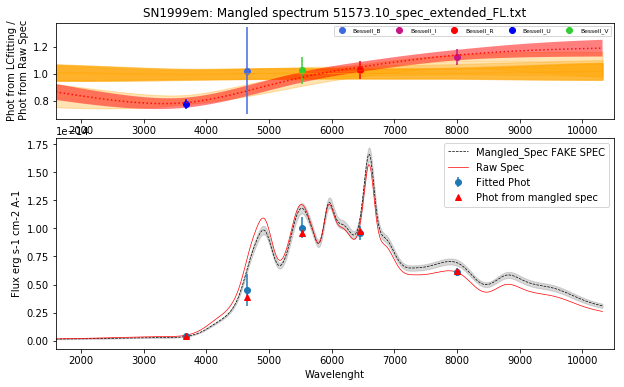 SN1999em: Mangled spectrum 51573.10_spec_extended_FL.txt
Phot from LCfitting /
Phot from Raw Spec
1.2
1.0
0.8
Bessell_B
Bessell_I
Bessell_R
Bessell_U
Bessell_V
2000 3000 4000 5000 6000 7000 8000 9000 10000
1e−14
Flux erg s-1 cm-2 A-1
1.75
1.50
1.25
1.00
0.75
0.50
0.25
0.00
Mangled_Spec FAKE SPEC
Raw Spec
Fitted Phot
Phot from mangled spec
2000 3000 4000 5000 6000 7000 8000 9000 10000
Wavelenght